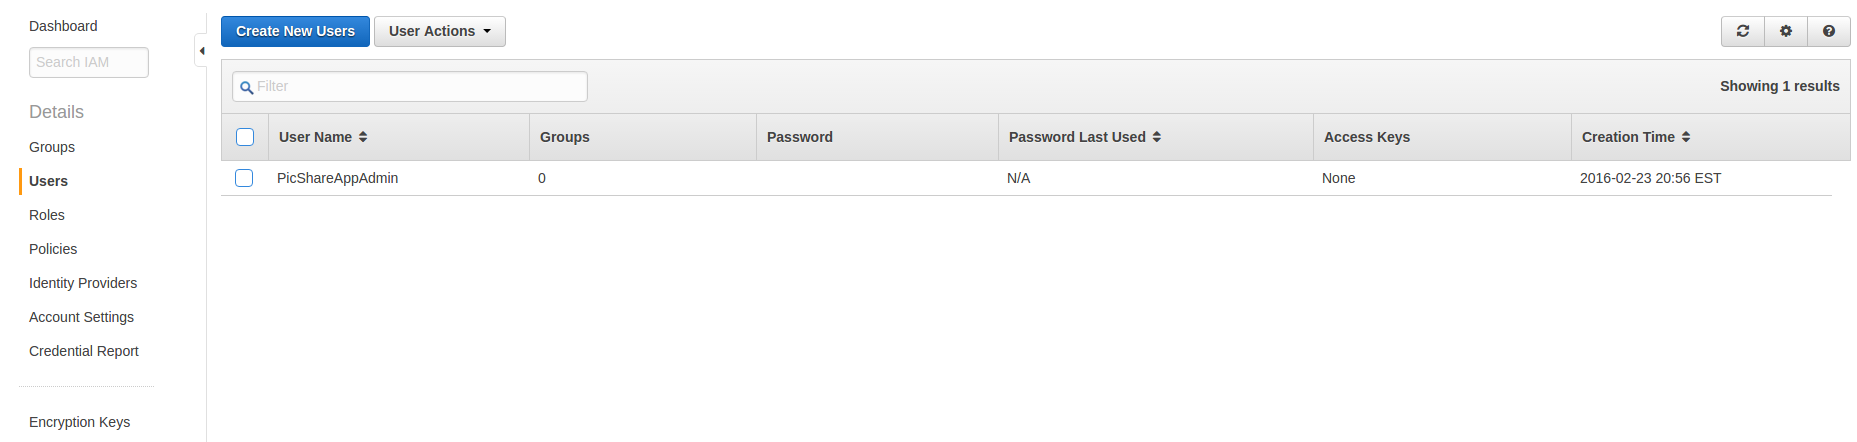 Dashboard
Search IAM
Details
Groups
Users
Roles
Policies
Identity Providers
Account Settings
Credential Report
Encryption Keys
Create New Users User Actions
Filter Showing 1 results
User Name Groups Password Password Last Used Access Keys Creation Time
PicShareAppAdmin 0 N/A None 2016-02-23 20:56 EST